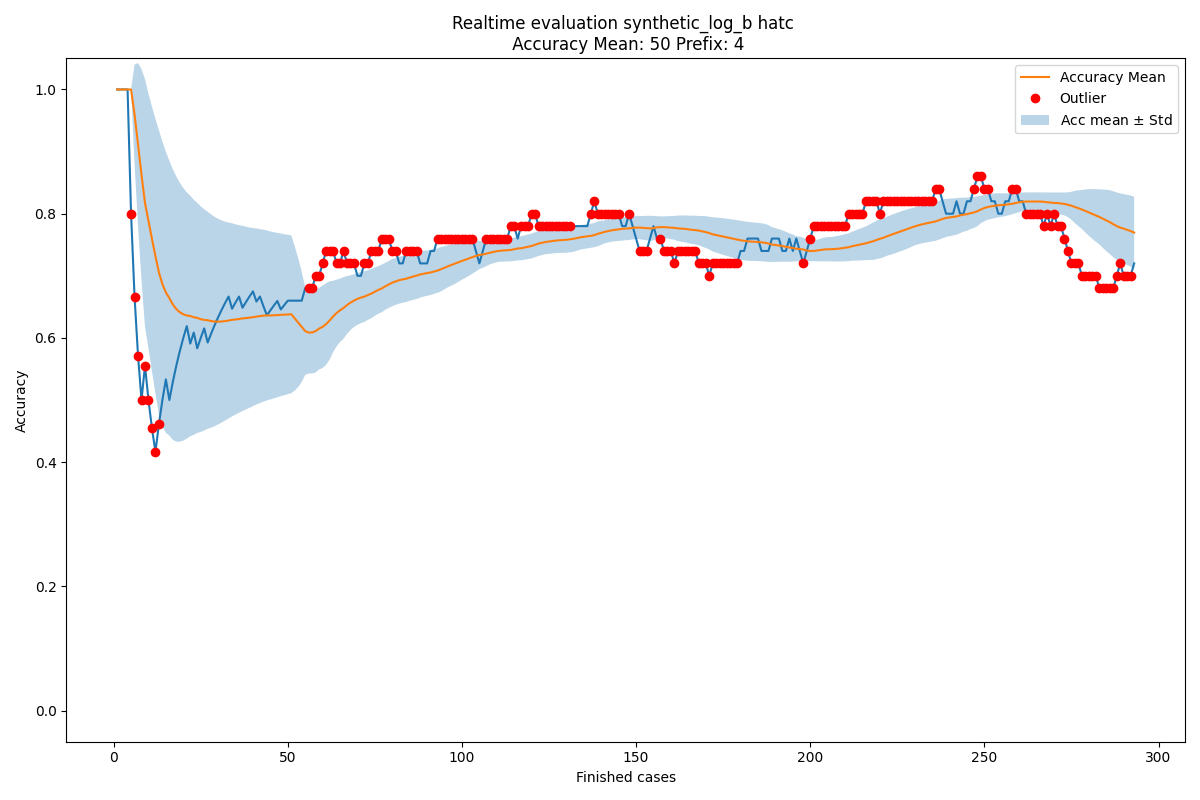 Realtime evaluation synthetic_log_b hatc
Accuracy Mean: 50 Prefix: 4
Accuracy Mean
Outlier
Acc mean ± Std
1.0
0.8
0.6
0.4
0.2
0.0
Accuracy
0 50 100 150 200 250 300
Finished cases